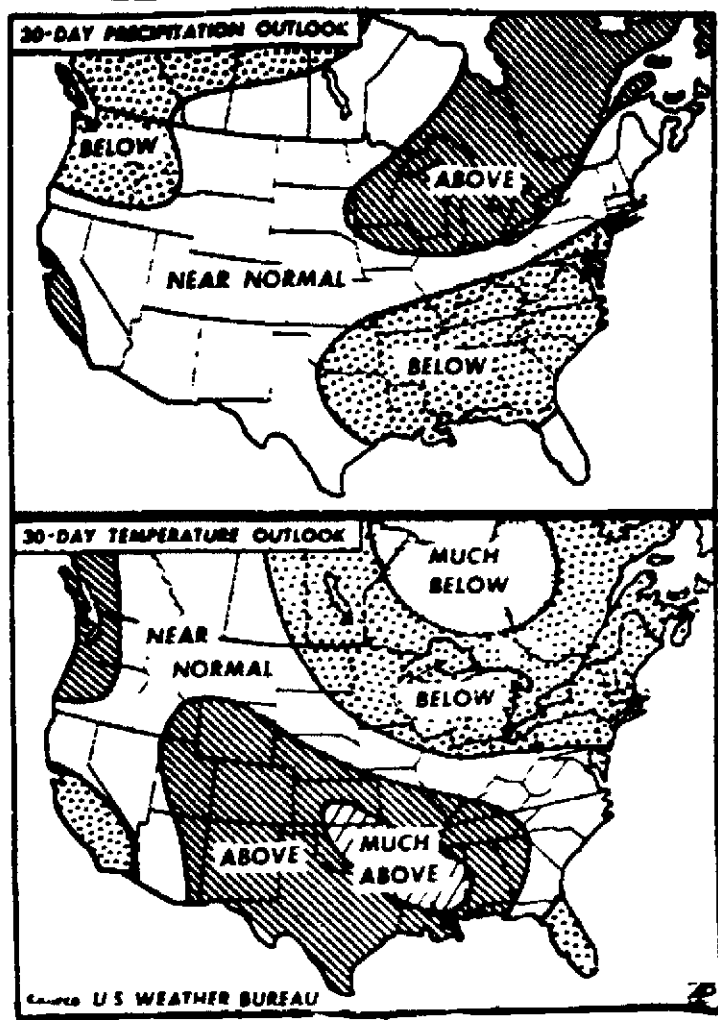 30-DAY PRECIPITATION OUTLOOK
BELOW
ABOVE
NEAR NORMAL
BELOW
30-DAY TEMPERATURE OUTLOOK
MUCH
BELOW
NEAR
NORMAL
BELOW
ABOVE
MUCH
ABOVE
U S WEATHER BUREAU